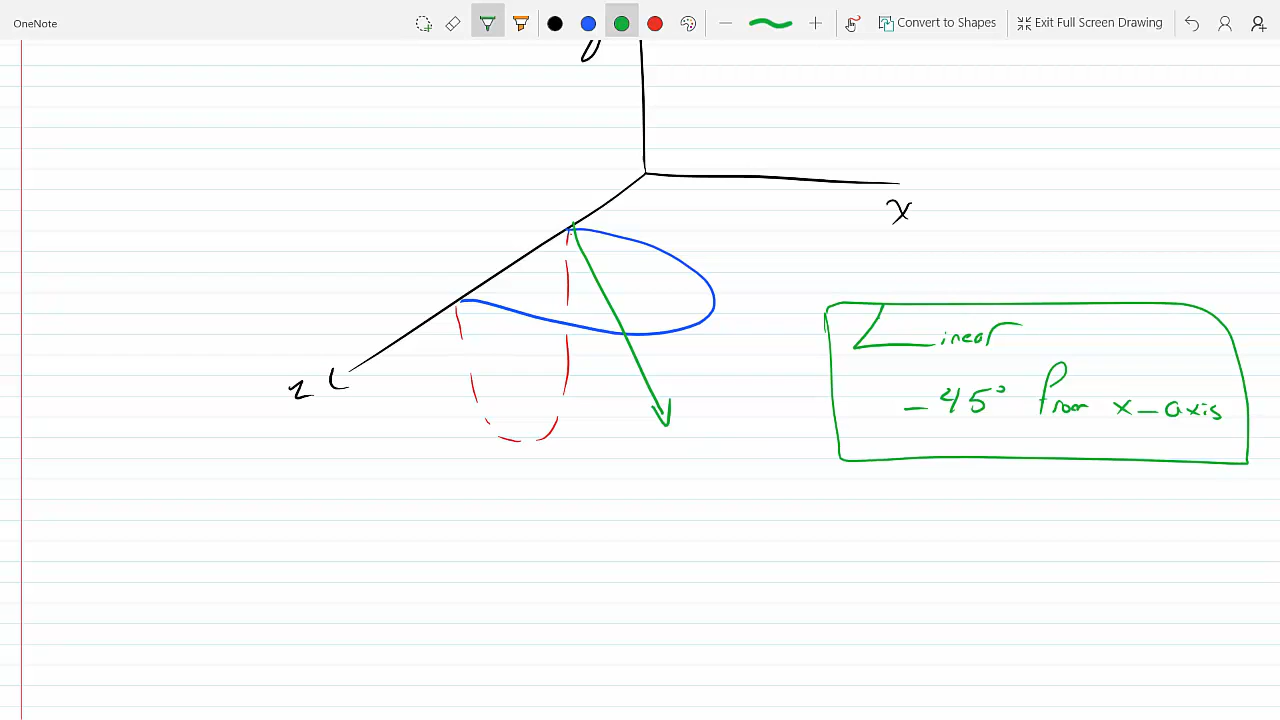 OneNote
Convert to Shapes
Exit Full Screen Drawing
y
x
z
Linear
-45° from x-axis